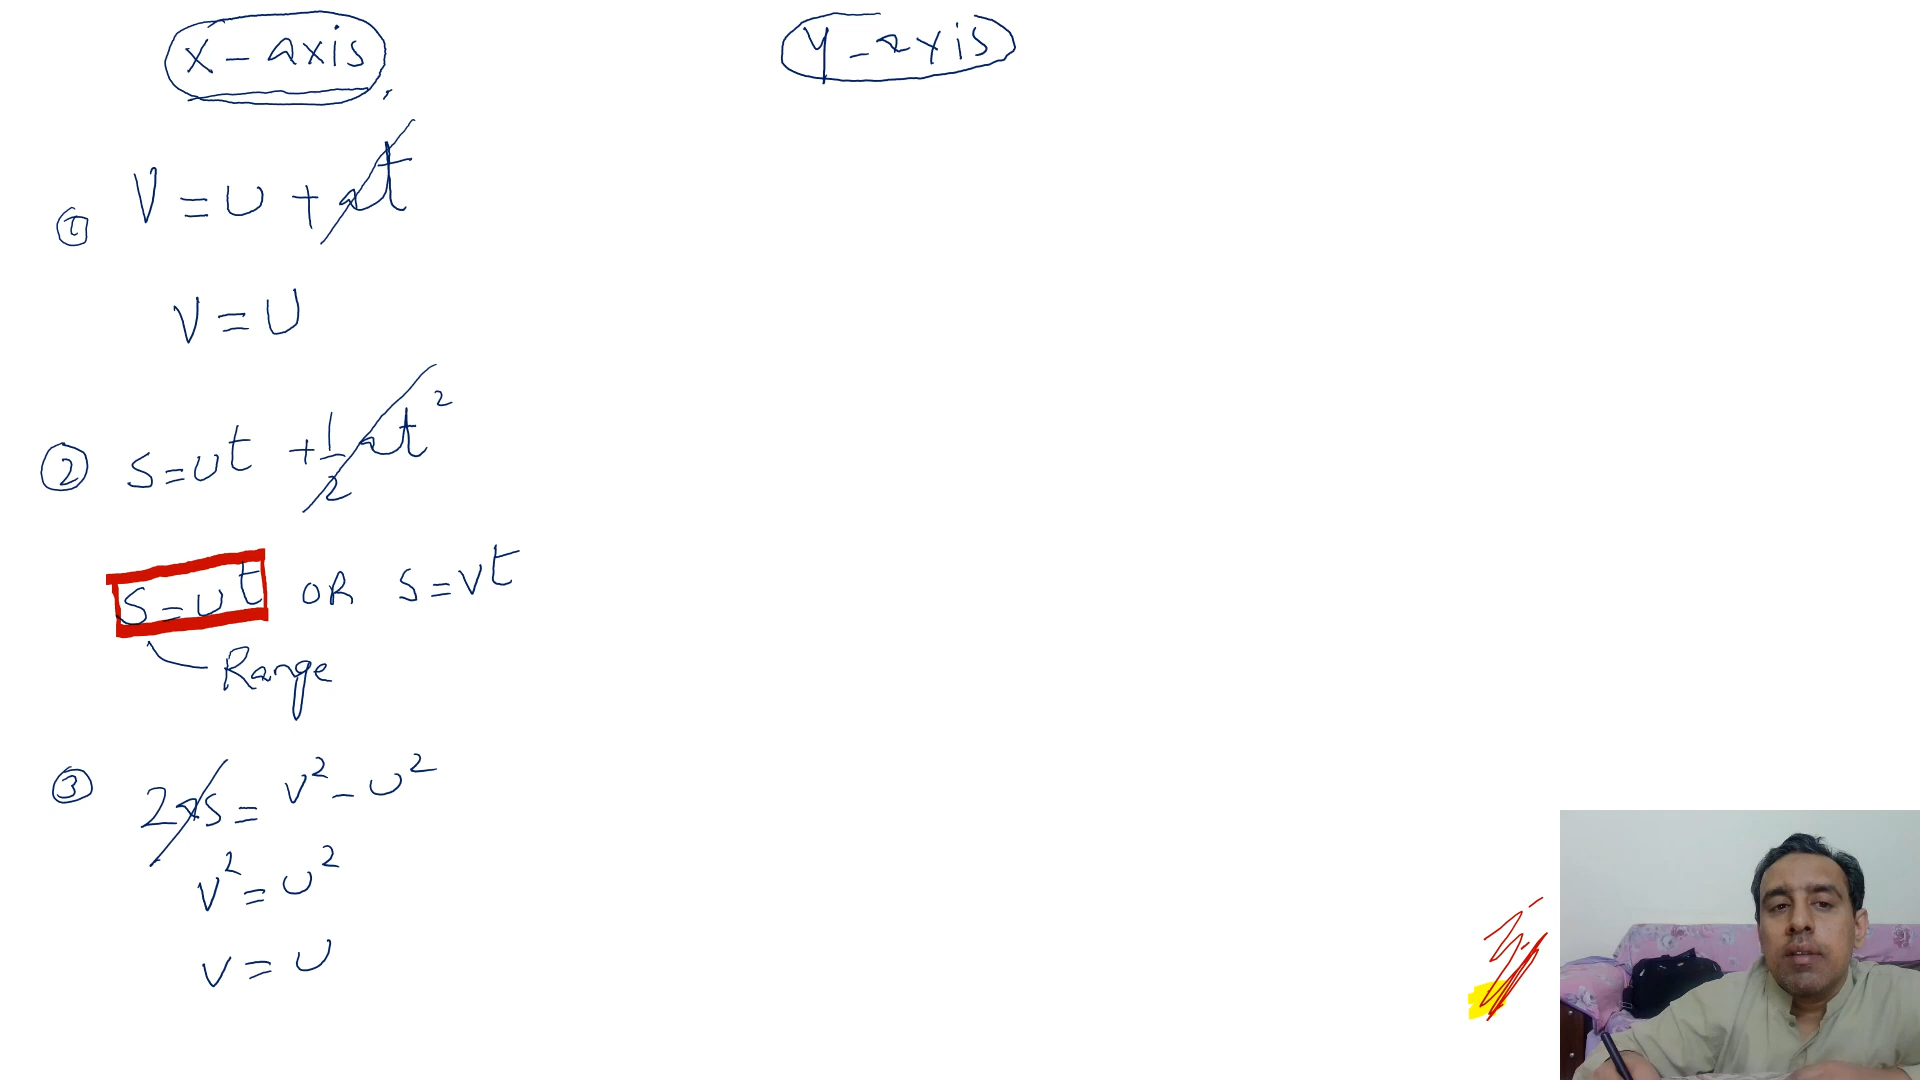 x - axis
y - axis
① V = u + at
V = u
② S = ut + 1/2 at²
S = ut OR S = vt
Range
③ 2as = v² - u²
v² = u²
v = u